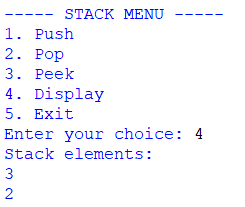 ----- STACK MENU -----
1. Push
2. Pop
3. Peek
4. Display
5. Exit
Enter your choice: 4
Stack elements:
3
2